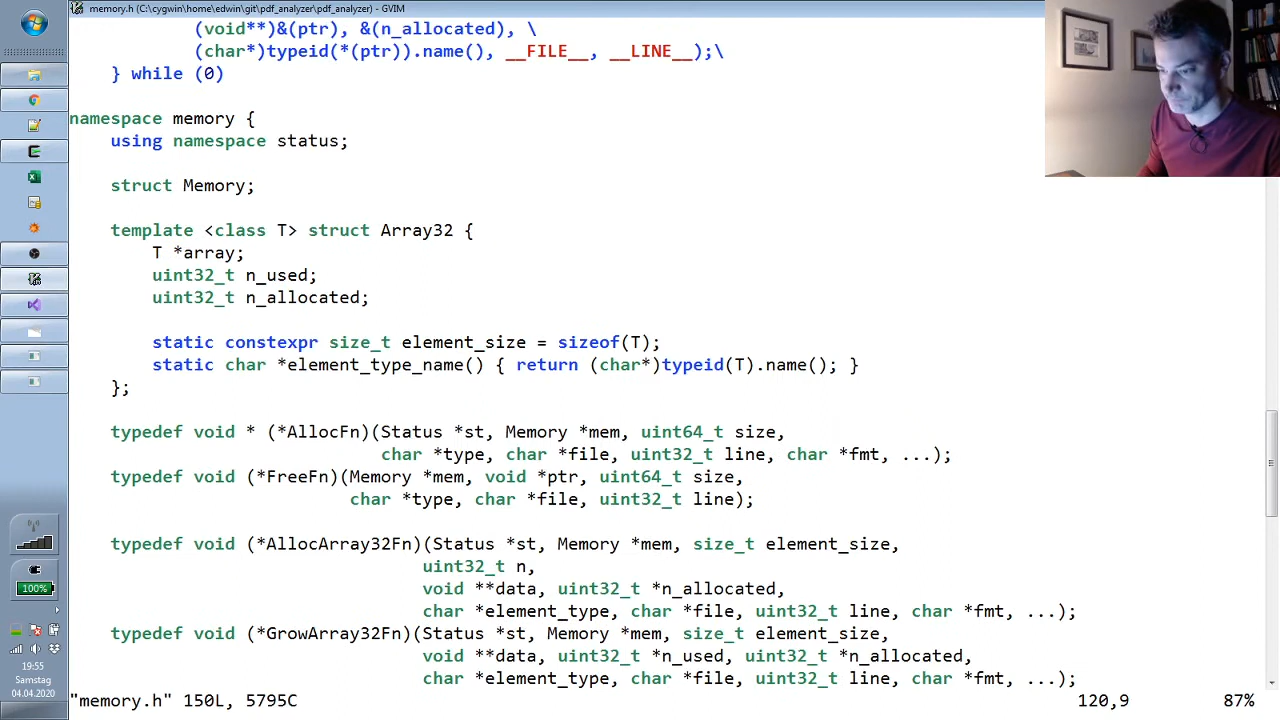 memory.h (C:\cygwin\home\edwin\git\pdf_analyzer\pdf_analyzer) - GVIM
(void**)&(ptr), &(n_allocated), \
(char*)typeid(*(ptr)).name(), __FILE__, __LINE__);\
} while (0)
namespace memory {
using namespace status;
struct Memory;
template <class T> struct Array32 {
T *array;
uint32_t n_used;
uint32_t n_allocated;
static constexpr size_t element_size = sizeof(T);
static char *element_type_name() { return (char*)typeid(T).name(); }
};
typedef void * (*AllocFn)(Status *st, Memory *mem, uint64_t size,
char *type, char *file, uint32_t line, char *fmt, ...);
typedef void (*FreeFn)(Memory *mem, void *ptr, uint64_t size,
char *type, char *file, uint32_t line);
typedef void (*AllocArray32Fn)(Status *st, Memory *mem, size_t element_size,
uint32_t n,
void **data, uint32_t *n_allocated,
char *element_type, char *file, uint32_t line, char *fmt, ...);
typedef void (*GrowArray32Fn)(Status *st, Memory *mem, size_t element_size,
void **data, uint32_t *n_used, uint32_t *n_allocated,
char *element_type, char *file, uint32_t line, char *fmt, ...);
"memory.h" 150L, 5795C 120,9 87%
100%
19:55
Samstag
04.04.2020